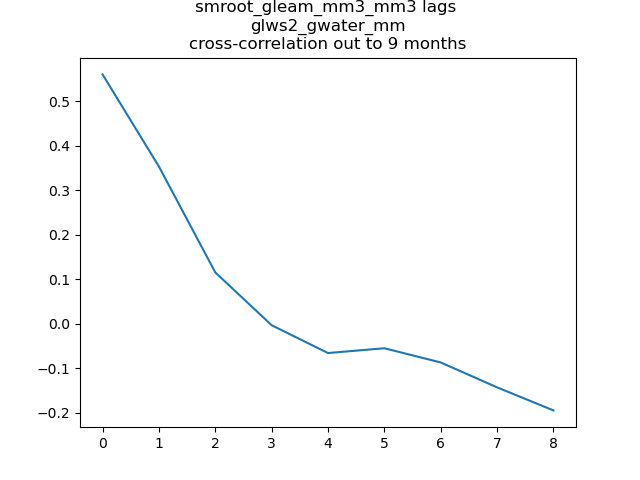 smroot_gleam_mm3_mm3 lags
glws2_gwater_mm
cross-correlation out to 9 months
0.5
0.4
0.3
0.2
0.1
0.0
−0.1
−0.2
0 1 2 3 4 5 6 7 8